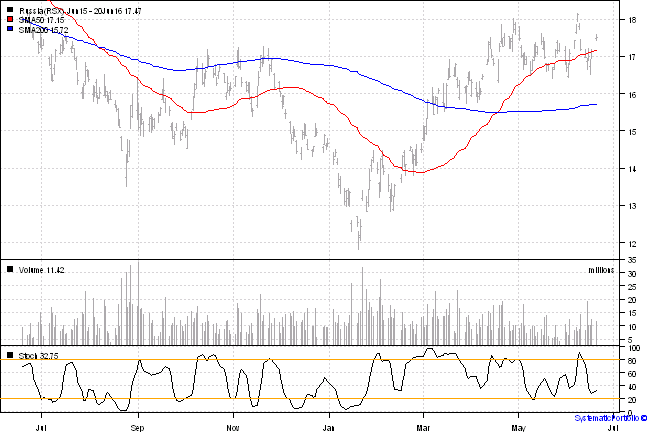 Russia(RSX) Jun15 - 20Jun16 17.47
SMA50 17.15
SMA200 15.72
18
17
16
15
14
13
12
Volume 11.42
millions
35
30
25
20
15
10
5
Stoch 32.75
100
80
60
40
20
0
Jul Sep Nov Jan Mar May Jul
SystematicPortfolio ©